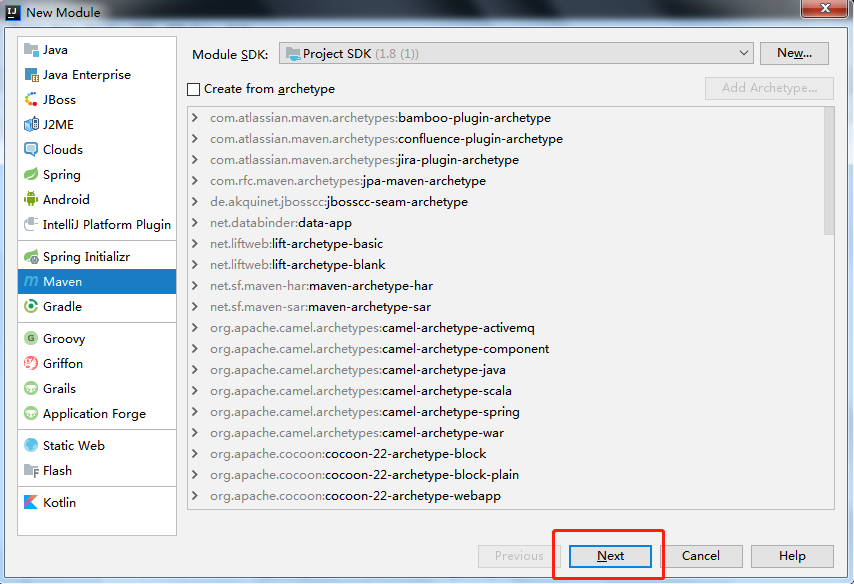 New Module
Java
Java Enterprise
JBoss
J2ME
Clouds
Spring
Android
IntelliJ Platform Plugin
Spring Initializr
Maven
Gradle
Groovy
Griffon
Grails
Application Forge
Static Web
Flash
Kotlin
Module SDK: Project SDK (1.8 (1)) New...
Create from archetype Add Archetype...
com.atlassian.maven.archetypes:bamboo-plugin-archetype
com.atlassian.maven.archetypes:confluence-plugin-archetype
com.atlassian.maven.archetypes:jira-plugin-archetype
com.rfc.maven.archetypes:jpa-maven-archetype
de.akquinet.jbosscc:jbosscc-seam-archetype
net.databinder:data-app
net.liftweb:lift-archetype-basic
net.liftweb:lift-archetype-blank
net.sf.maven-har:maven-archetype-har
net.sf.maven-sar:maven-archetype-sar
org.apache.camel.archetypes:camel-archetype-activemq
org.apache.camel.archetypes:camel-archetype-component
org.apache.camel.archetypes:camel-archetype-java
org.apache.camel.archetypes:camel-archetype-scala
org.apache.camel.archetypes:camel-archetype-spring
org.apache.camel.archetypes:camel-archetype-war
org.apache.cocoon:cocoon-22-archetype-block
org.apache.cocoon:cocoon-22-archetype-block-plain
org.apache.cocoon:cocoon-22-archetype-webapp
Previous Next Cancel Help